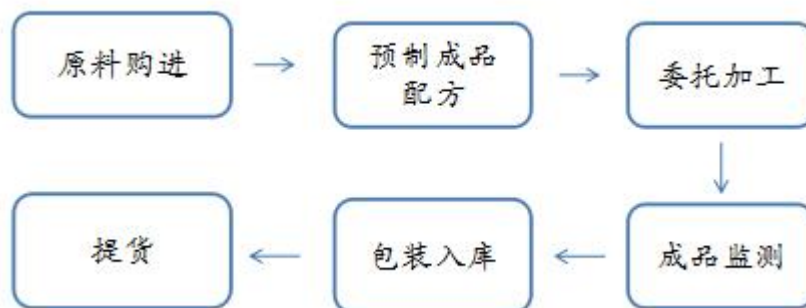 原料购进
预制成品
配方
委托加工
成品监测
包装入库
提货